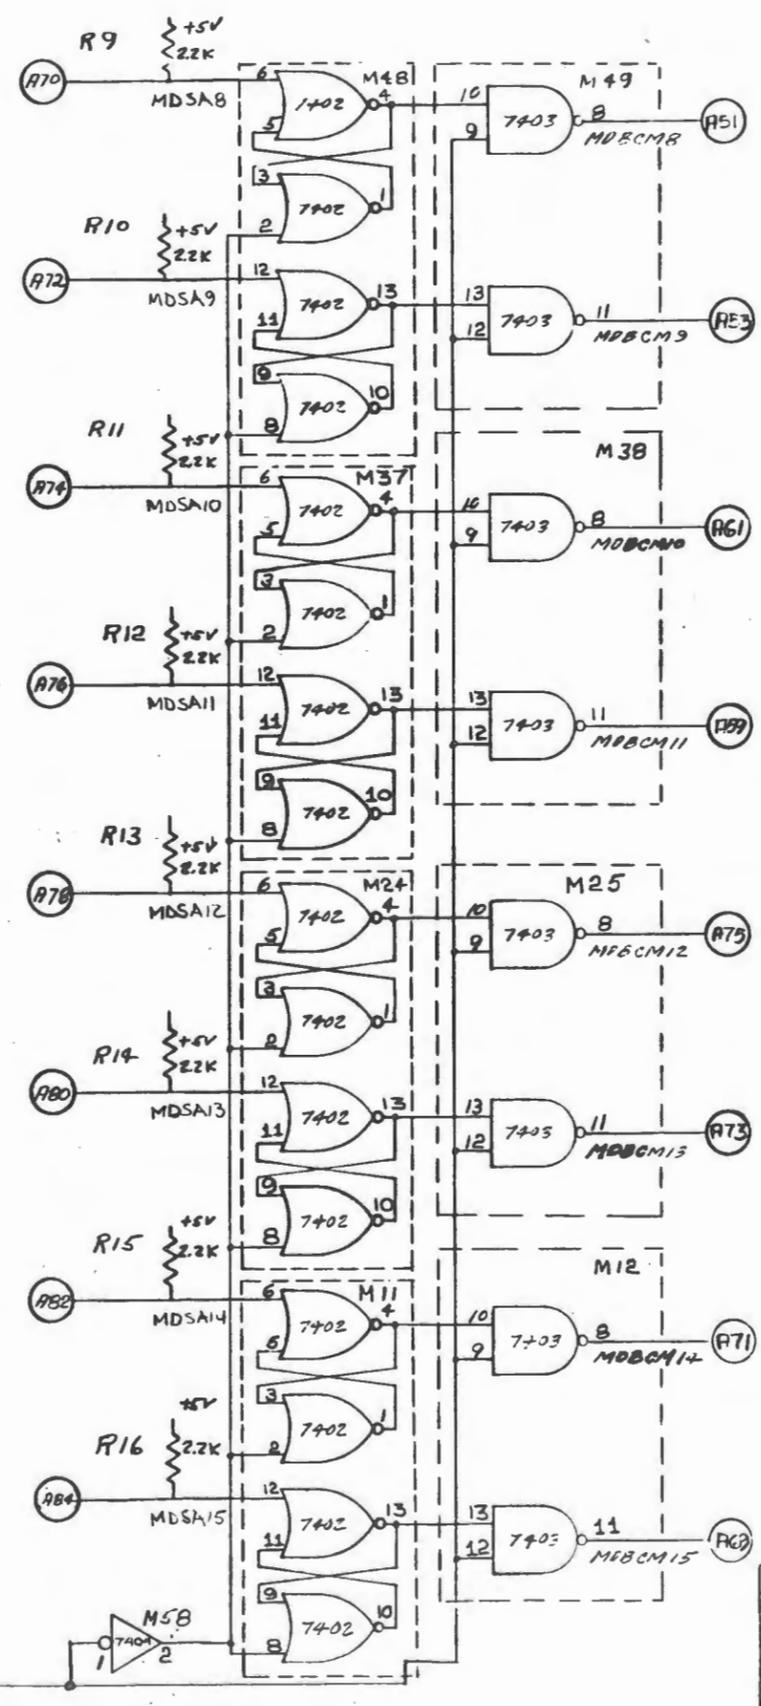 R9 +5V
2.2K
M48 M49
A70 MDSA8 6 1402 4 10 7403 8 MDBCM8 A51
5 9
3 7402 1
2
R10 +5V
2.2K
A72 MDSA9 12 7402 13 13 7403 11 MDBCM9 A53
11 12
9 7402 10
8
R11 +5V
2.2K
M37 M38
A74 MDSA10 6 7402 4 10 7403 8 MDBCM10 A61
5 9
3 7402 1
2
R12 +5V
2.2K
A76 MDSA11 12 7402 13 13 7403 11 MDBCM11 A59
11 12
9 7402 10
8
R13 +5V
2.2K
M24 M25
A78 MDSA12 6 7402 4 10 7403 8 MDBCM12 A75
5 9
3 7402 1
2
R14 +5V
2.2K
A80 MDSA13 12 7402 13 13 7403 11 MDBCM13 A73
11 12
9 7402 10
8
R15 +5V
2.2K
M11 M12
A82 MDSA14 6 7402 4 10 7403 8 MDBCM14 A71
9
3 7402 1
2
R16 +5V
2.2K
A84 MDSA15 12 7402 13 13 7403 11 MDBCM15
11 12
9 7402 10
8
M58
1 7404 2